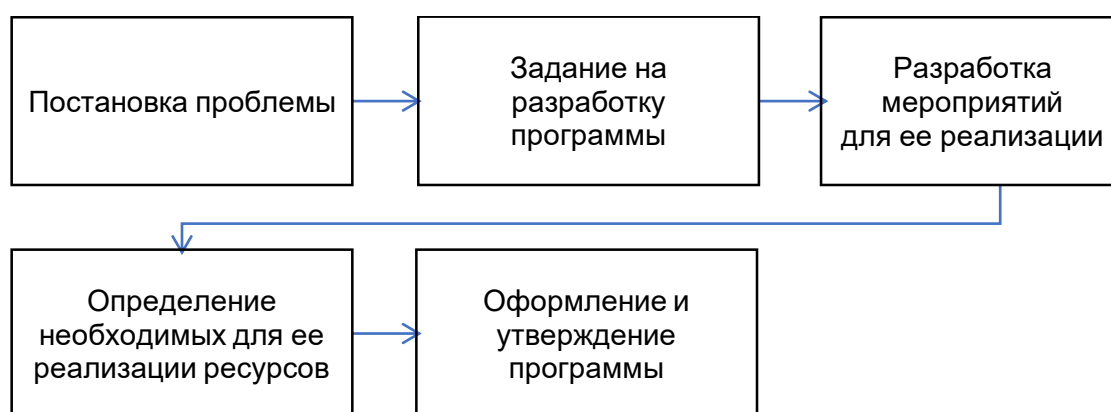 Постановка проблемы
Задание на
разработку
программы
Разработка
мероприятий
для ее реализации
Определение
необходимых для ее
реализации ресурсов
Оформление и
утверждение
программы